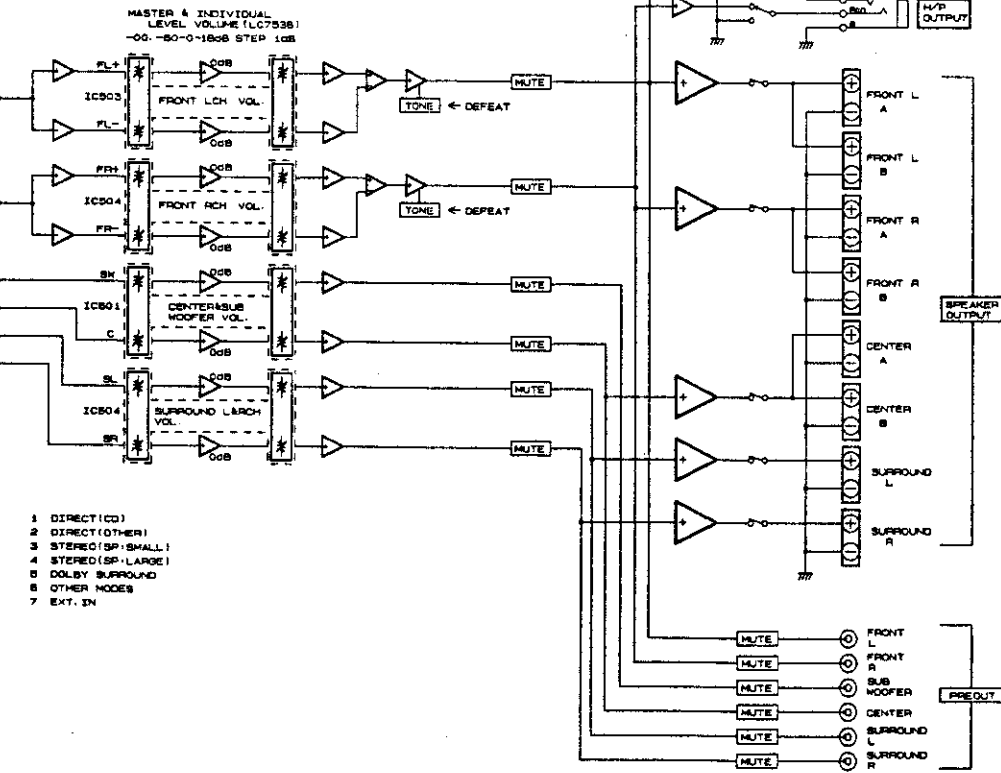 MASTER & INDIVIDUAL
LEVEL VOLUME (LC7538)
-∞. -80-0-18dB STEP 1dB
H/P
OUTPUT
FL+
0dB
IC503
FRONT LCH VOL.
FL-
0dB
TONE
← DEFEAT
MUTE
FR+
0dB
IC504
FRONT RCH VOL.
FR-
0dB
TONE
← DEFEAT
MUTE
SW
0dB
IC501
CENTER&SUB
WOOFER VOL.
C
0dB
MUTE
MUTE
SL
0dB
IC504
SURROUND L&RCH
VOL.
SR
0dB
MUTE
MUTE
FRONT L
A
FRONT L
B
FRONT R
A
FRONT R
B
CENTER
A
CENTER
B
SURROUND
L
SURROUND
R
SPEAKER
OUTPUT
1 DIRECT(CD)
2 DIRECT(OTHER)
3 STEREO(SP:SMALL)
4 STEREO(SP:LARGE)
5 DOLBY SURROUND
6 OTHER MODES
7 EXT. IN
MUTE
FRONT
L
MUTE
FRONT
R
MUTE
SUB
WOOFER
MUTE
CENTER
MUTE
SURROUND
L
MUTE
SURROUND
R
PREOUT